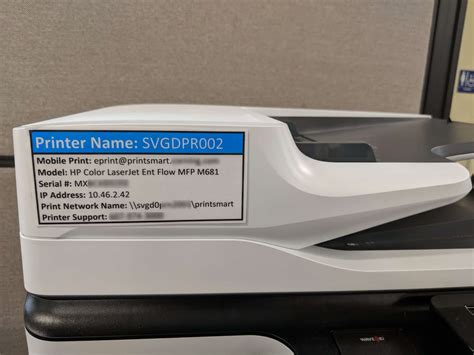 Printer Name: SVGDPR002
Mobile Print: eprint@printsmart.
Model: HP Color LaserJet Ent Flow MFP M681
Serial #: MX
IP Address: 10.46.2.42
Print Network Name: \\svgd0 \printsmart
Printer Support: